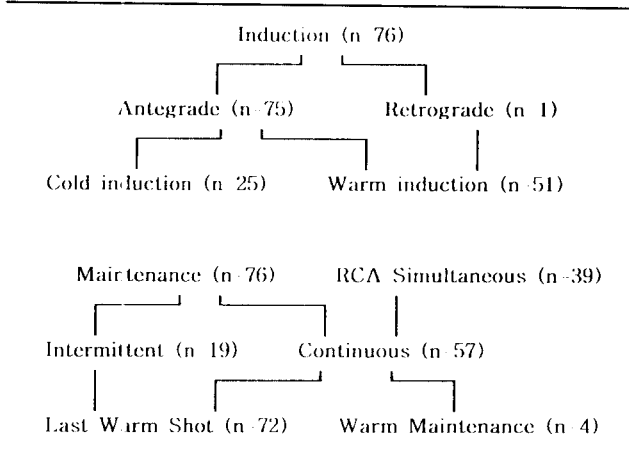 Induction (n 76)
Antegrade (n-75) Retrograde (n 1)
Cold induction (n 25) Warm induction (n-51)
Maintenance (n-76) RCA Simultaneous (n-39)
Intermittent (n 19) Continuous (n-57)
Last Warm Shot (n-72) Warm Maintenance (n-4)